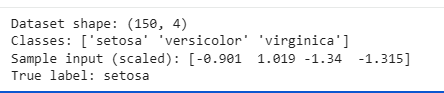 Dataset shape: (150, 4)
Classes: ['setosa' 'versicolor' 'virginica']
Sample input (scaled): [-0.901  1.019 -1.34  -1.315]
True label: setosa